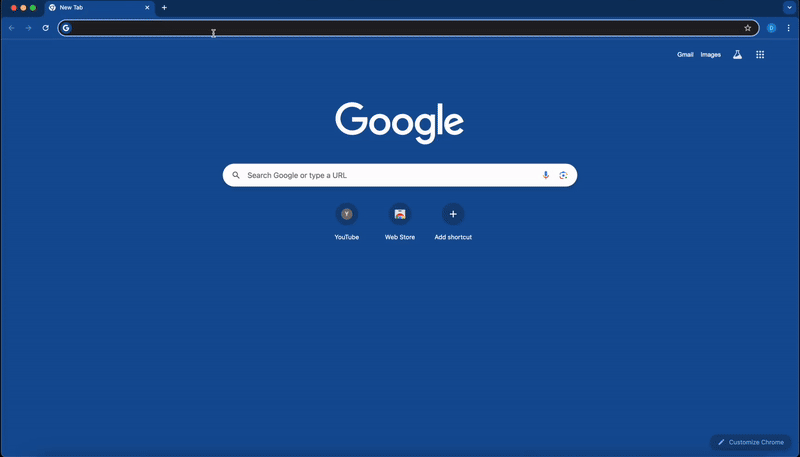 New Tab
Gmail Images
Google
Search Google or type a URL
Y
YouTube Web Store Add shortcut
Customize Chrome